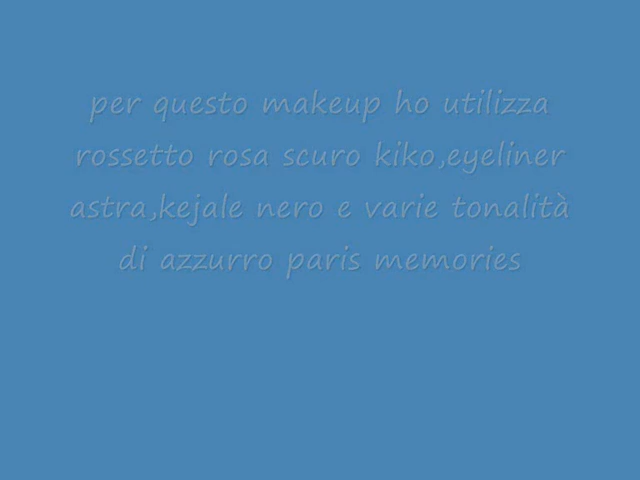 per questo makeup ho utilizza
rossetto rosa scuro kiko,eyeliner
astra,kejale nero e varie tonalità
di azzurro paris memories